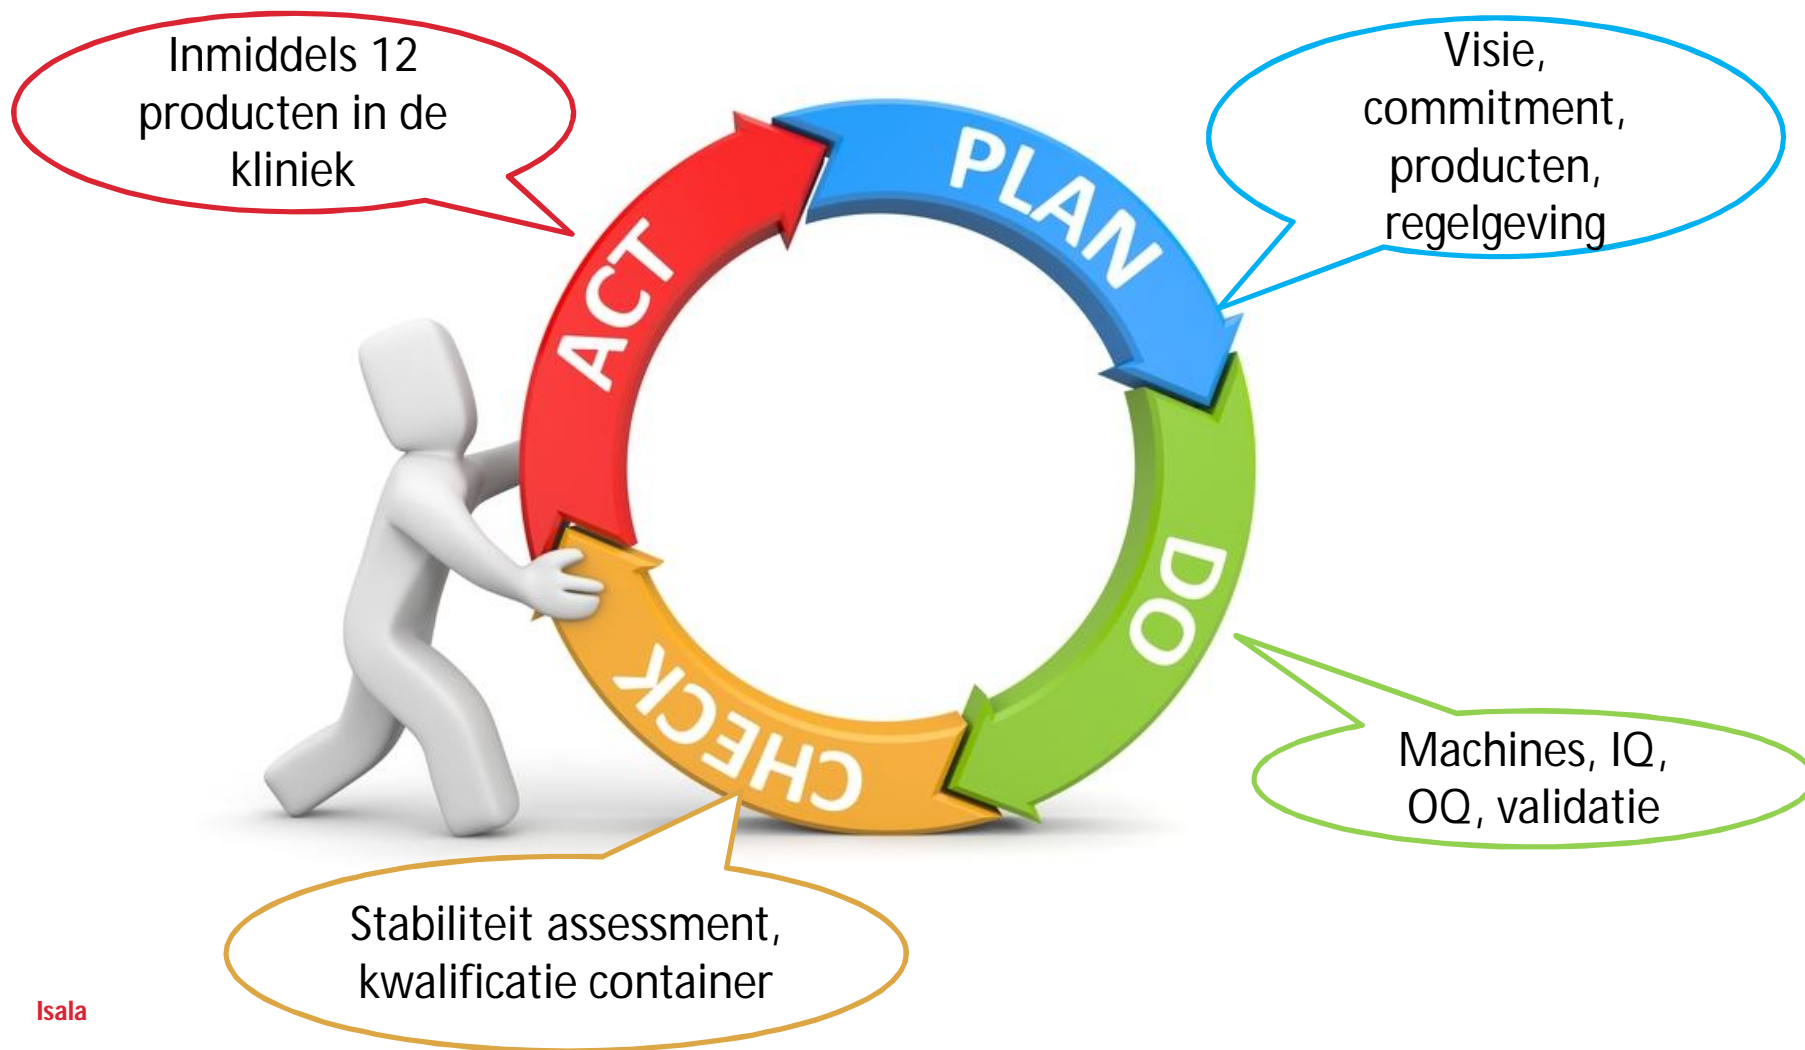 Inmiddels 12
producten in de
kliniek
Visie,
commitment,
producten,
regelgeving
PLAN
ACT
DO
CHECK
Machines, IQ,
OQ, validatie
Stabiliteit assessment,
kwalificatie container
Isala